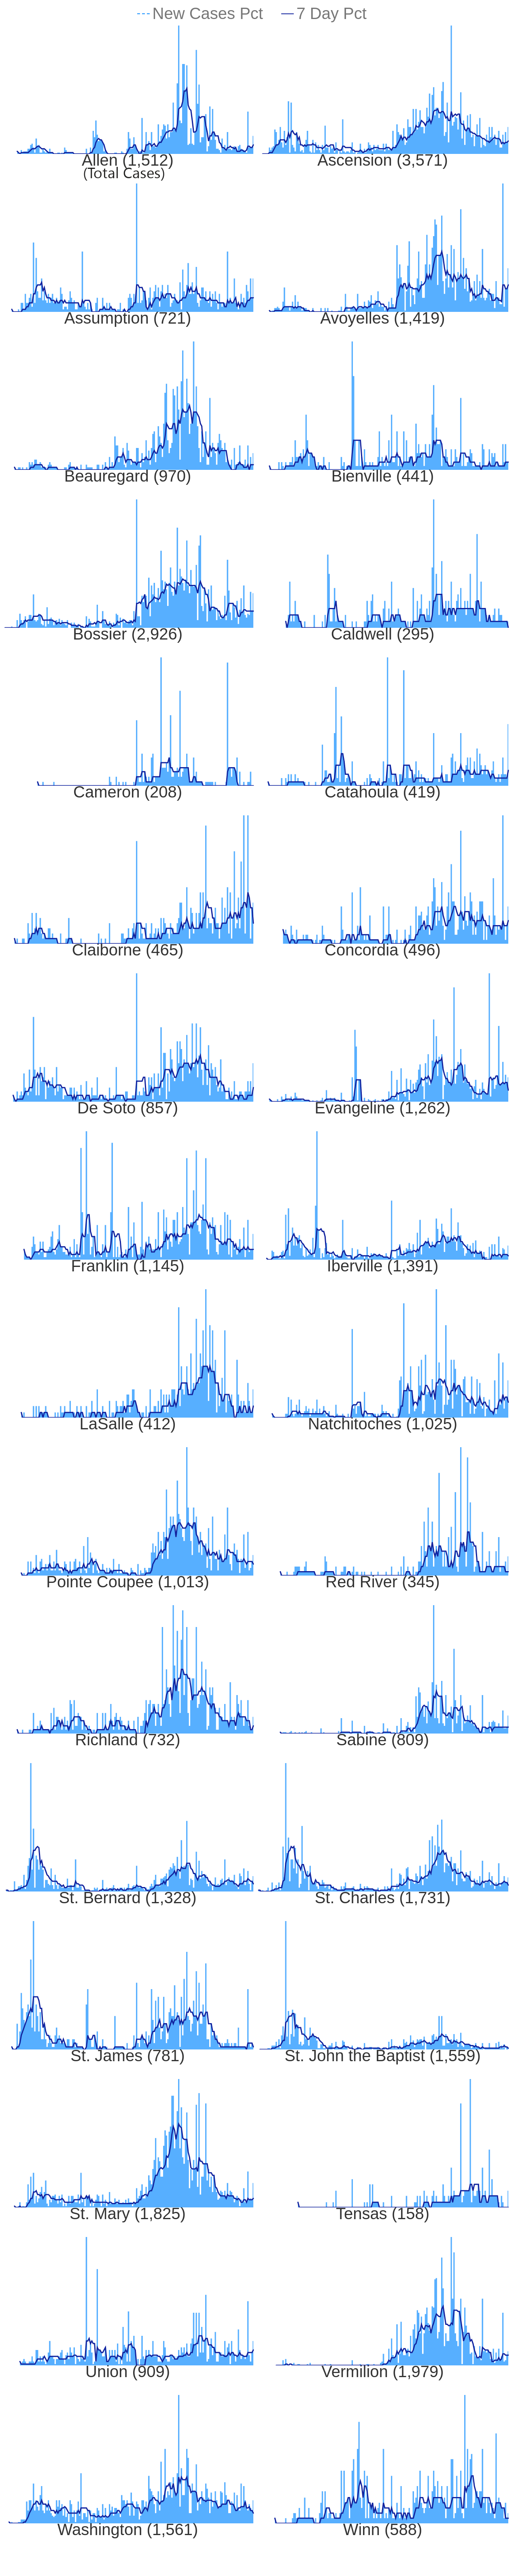 New Cases Pct 7 Day Pct
Allen (1,512) Ascension (3,571)
(Total Cases)
Assumption (721) Avoyelles (1,419)
Beauregard (970) Bienville (441)
Bossier (2,926) Caldwell (295)
Cameron (208) Catahoula (419)
Claiborne (465) Concordia (496)
De Soto (857) Evangeline (1,262)
Franklin (1,145) Iberville (1,391)
LaSalle (412) Natchitoches (1,025)
Pointe Coupee (1,013) Red River (345)
Richland (732) Sabine (809)
St. Bernard (1,328) St. Charles (1,731)
St. James (781) St. John the Baptist (1,559)
St. Mary (1,825) Tensas (158)
Union (909) Vermilion (1,979)
Washington (1,561) Winn (588)